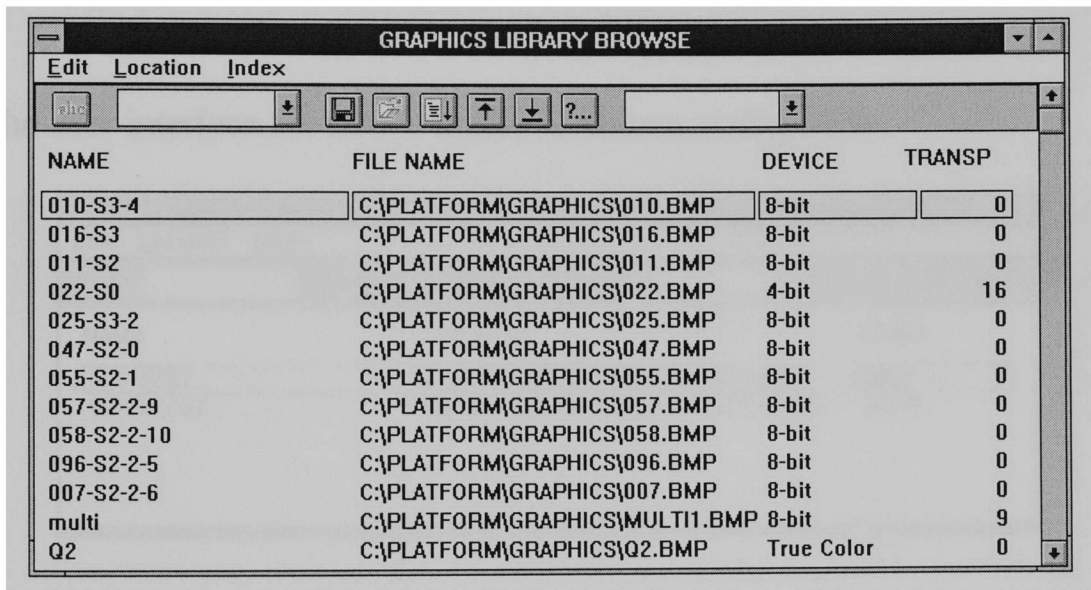 GRAPHICS LIBRARY BROWSE
Edit Location Index
abc ?...
NAME FILE NAME DEVICE TRANSP
010-S3-4 C:\PLATFORM\GRAPHICS\010.BMP 8-bit 0
016-S3 C:\PLATFORM\GRAPHICS\016.BMP 8-bit 0
011-S2 C:\PLATFORM\GRAPHICS\011.BMP 8-bit 0
022-S0 C:\PLATFORM\GRAPHICS\022.BMP 4-bit 16
025-S3-2 C:\PLATFORM\GRAPHICS\025.BMP 8-bit 0
047-S2-0 C:\PLATFORM\GRAPHICS\047.BMP 8-bit 0
055-S2-1 C:\PLATFORM\GRAPHICS\055.BMP 8-bit 0
057-S2-2-9 C:\PLATFORM\GRAPHICS\057.BMP 8-bit 0
058-S2-2-10 C:\PLATFORM\GRAPHICS\058.BMP 8-bit 0
096-S2-2-5 C:\PLATFORM\GRAPHICS\096.BMP 8-bit 0
007-S2-2-6 C:\PLATFORM\GRAPHICS\007.BMP 8-bit 0
multi C:\PLATFORM\GRAPHICS\MULTI1.BMP 8-bit 9
Q2 C:\PLATFORM\GRAPHICS\Q2.BMP True Color 0